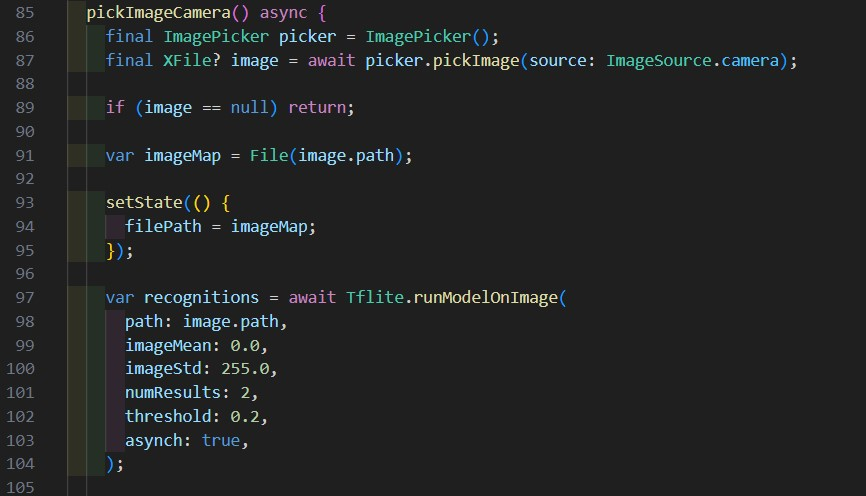 85 pickImageCamera() async {
86 final ImagePicker picker = ImagePicker();
87 final XFile? image = await picker.pickImage(source: ImageSource.camera);
88
89 if (image == null) return;
90
91 var imageMap = File(image.path);
92
93 setState(() {
94 filePath = imageMap;
95 });
96
97 var recognitions = await Tflite.runModelOnImage(
98 path: image.path,
99 imageMean: 0.0,
100 imageStd: 255.0,
101 numResults: 2,
102 threshold: 0.2,
103 asynch: true,
104 );
105